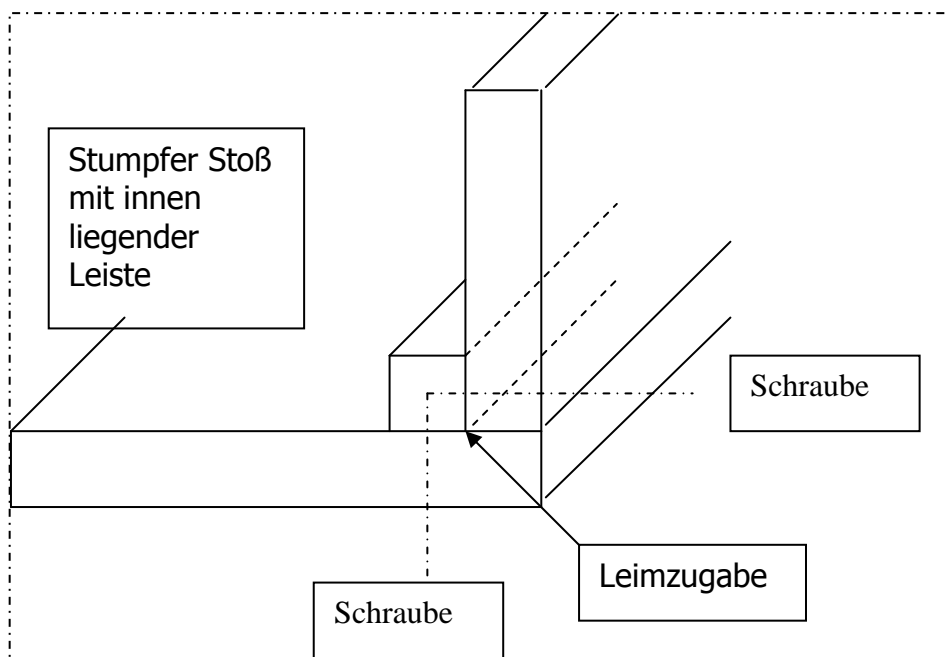 Stumpfer Stoß
mit innen
liegender
Leiste
Schraube
Leimzugabe
Schraube